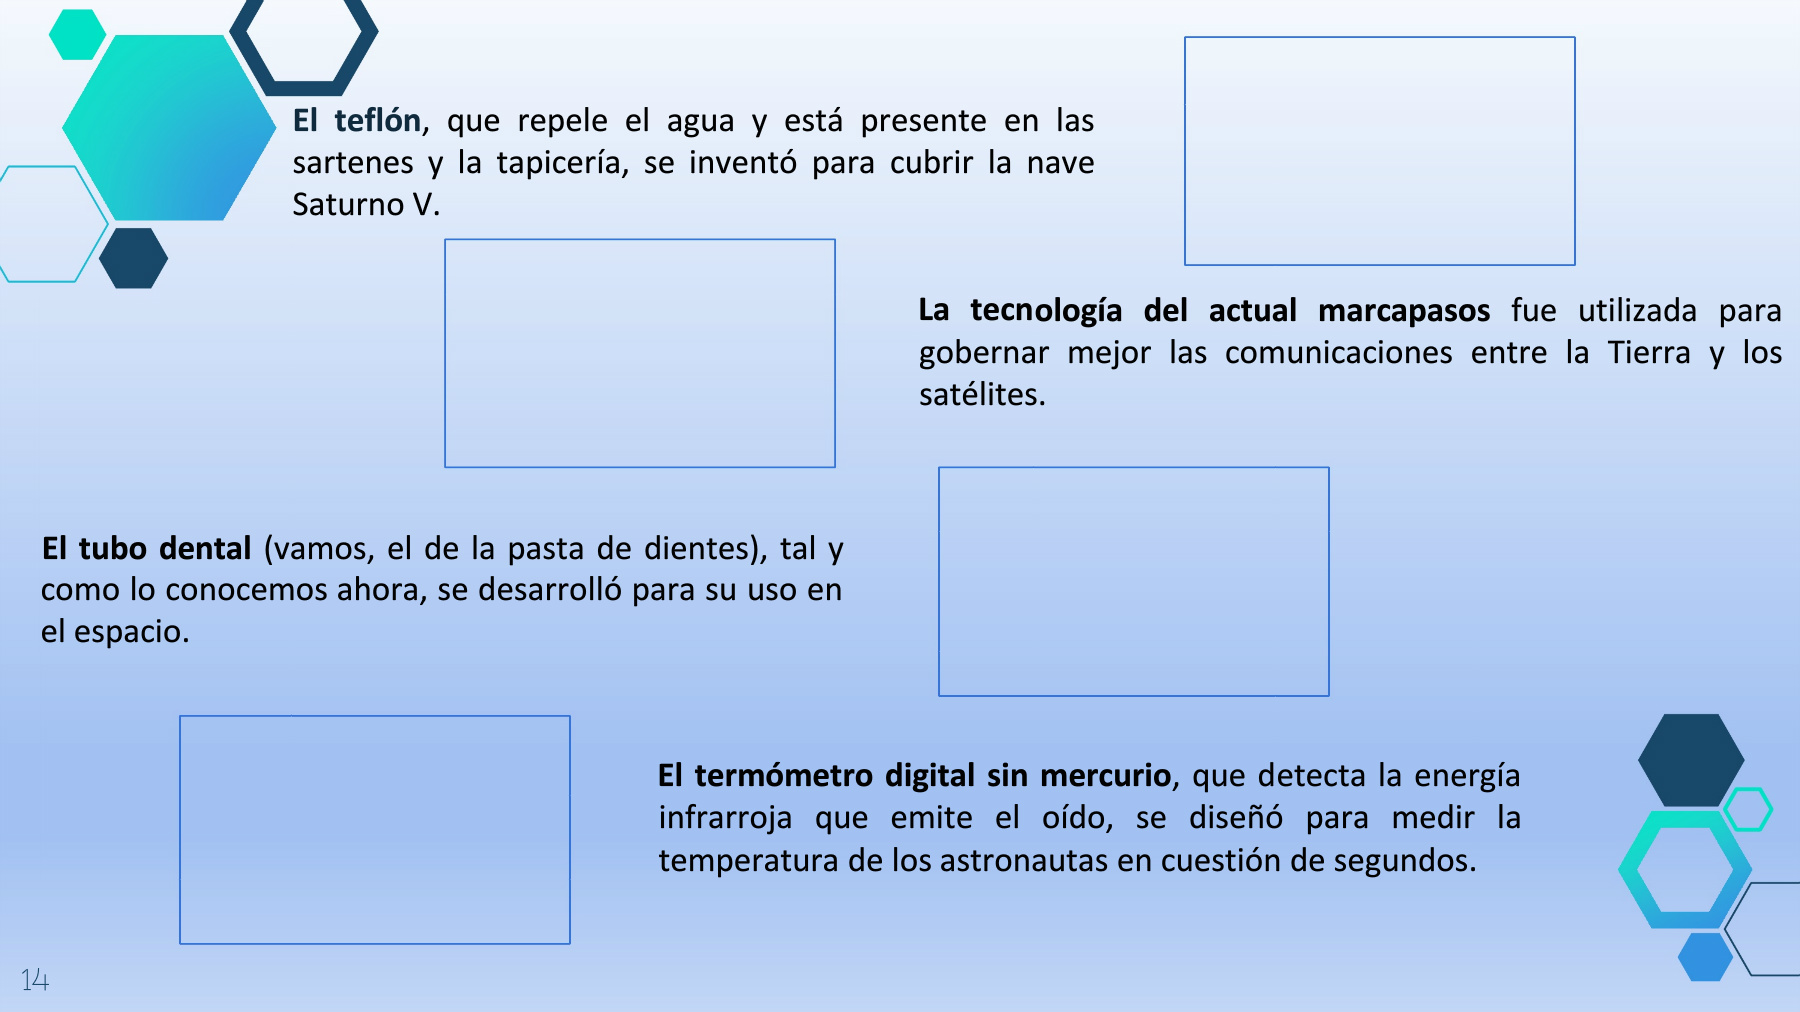 El teflón, que repele el agua y está presente en las
sartenes y la tapicería, se inventó para cubrir la nave
Saturno V.
La tecnología del actual marcapasos fue utilizada para
gobernar mejor las comunicaciones entre la Tierra y los
satélites.
El tubo dental (vamos, el de la pasta de dientes), tal y
como lo conocemos ahora, se desarrolló para su uso en
el espacio.
El termómetro digital sin mercurio, que detecta la energía
infrarroja que emite el oído, se diseñó para medir la
temperatura de los astronautas en cuestión de segundos.
14